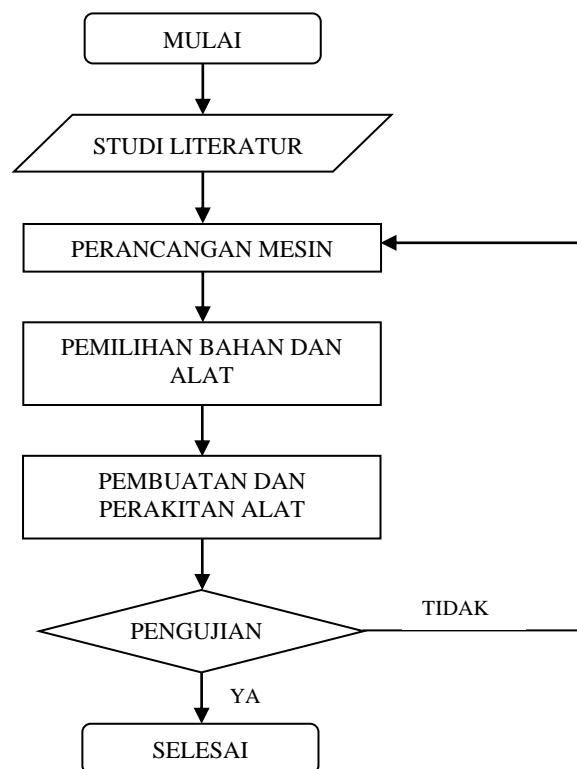 MULAI
STUDI LITERATUR
PERANCANGAN MESIN
PEMILIHAN BAHAN DAN
ALAT
PEMBUATAN DAN
PERAKITAN ALAT
PENGUJIAN
TIDAK
YA
SELESAI